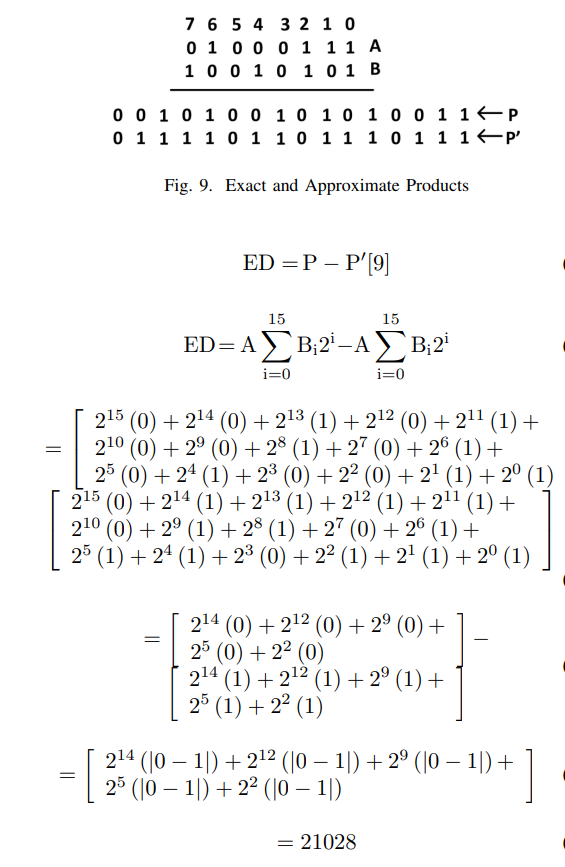 7 6 5 4 3 2 1 0
0 1 0 0 0 1 1 1 A
1 0 0 1 0 1 0 1 B
0 0 1 0 1 0 0 1 0 1 0 1 0 0 1 1 ← P
0 1 1 1 1 0 1 1 0 1 1 1 0 1 1 1 ← P′
Fig. 9. Exact and Approximate Products
ED = P − P′[9]
ED = A ∑_{i=0}^{15} B_i 2^i − A ∑_{i=0}^{15} B_i 2^i
= [ 2^15 (0) + 2^14 (0) + 2^13 (1) + 2^12 (0) + 2^11 (1) +
2^10 (0) + 2^9 (0) + 2^8 (1) + 2^7 (0) + 2^6 (1) +
2^5 (0) + 2^4 (1) + 2^3 (0) + 2^2 (0) + 2^1 (1) + 2^0 (1)
[ 2^15 (0) + 2^14 (1) + 2^13 (1) + 2^12 (1) + 2^11 (1) +
2^10 (0) + 2^9 (1) + 2^8 (1) + 2^7 (0) + 2^6 (1) +
2^5 (1) + 2^4 (1) + 2^3 (0) + 2^2 (1) + 2^1 (1) + 2^0 (1) ]
= [ 2^14 (0) + 2^12 (0) + 2^9 (0) +
2^5 (0) + 2^2 (0) ] −
[ 2^14 (1) + 2^12 (1) + 2^9 (1) +
2^5 (1) + 2^2 (1) ]
= [ 2^14 (|0 − 1|) + 2^12 (|0 − 1|) + 2^9 (|0 − 1|) +
2^5 (|0 − 1|) + 2^2 (|0 − 1|) ]
= 21028